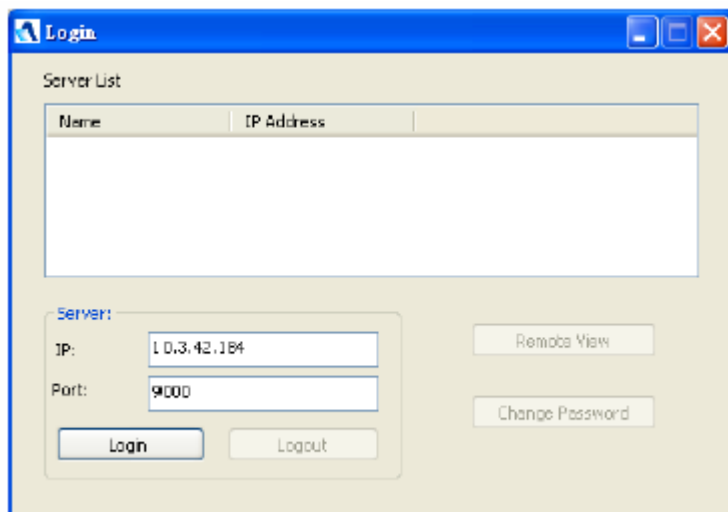 Login
Server List
Name IP Address
Server:
IP: 10.3.42.184
Remote View
Port: 9000
Change Password
Login Logout